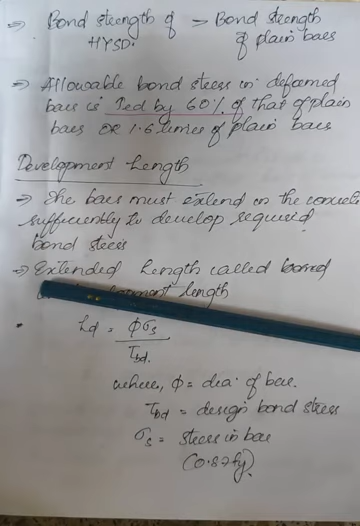 ⇒ Bond strength of → Bond strength
HYSD. of plain bars
⇒ Allowable bond stress in deformed
bars is Ied by 60% of that of plain
bars OR 1.6 times of plain bars
Development Length
⇒ The bars must extend in the concrete
sufficiently to develop required
bond stress
⇒ Extended length called
length
Ld = φσs
τbd.
where, φ = dia. of bar.
τbd = design bond stress
σs = stress in bar
(0.87fy).